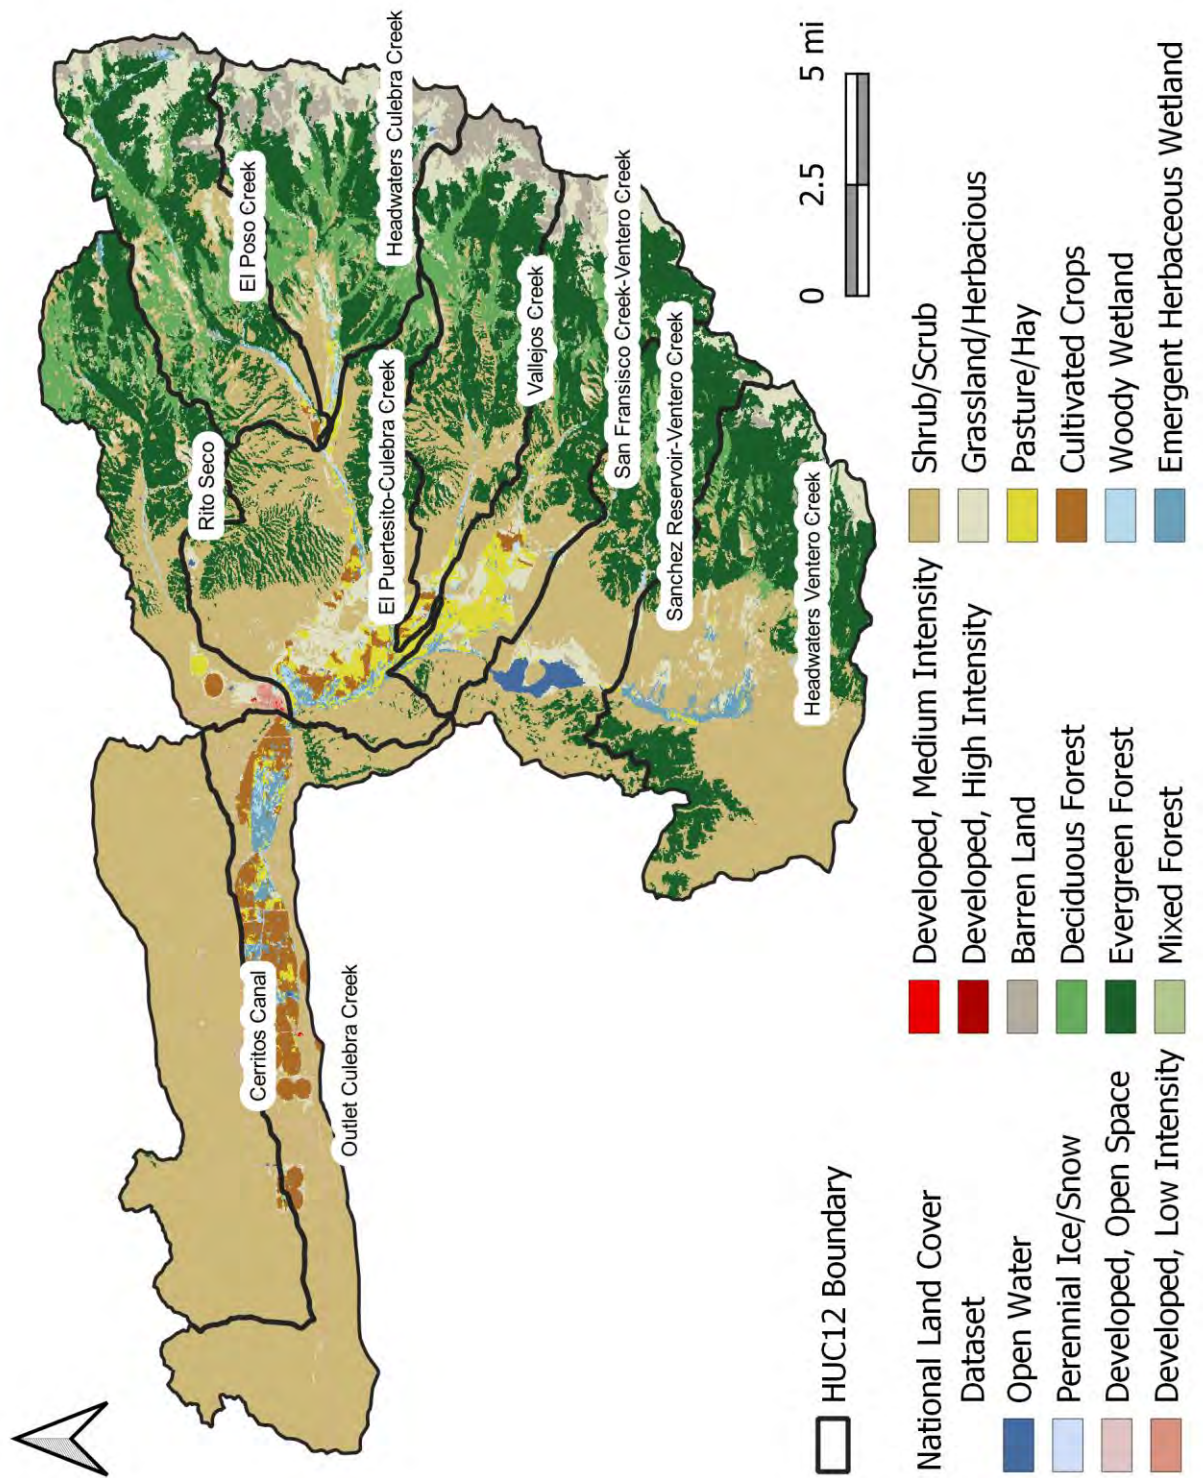 Rito Seco
El Poso Creek
Headwaters Culebra Creek
Cerritos Canal
Outlet Culebra Creek
El Puertesito-Culebra Creek
Vallejos Creek
San Fransisco Creek-Ventero Creek
Sanchez Reservoir-Ventero Creek
Headwaters Ventero Creek
0 2.5 5 mi
HUC12 Boundary
National Land Cover
Dataset
Open Water
Perennial Ice/Snow
Developed, Open Space
Developed, Low Intensity
Developed, Medium Intensity
Developed, High Intensity
Barren Land
Deciduous Forest
Evergreen Forest
Mixed Forest
Shrub/Scrub
Grassland/Herbacious
Pasture/Hay
Cultivated Crops
Woody Wetland
Emergent Herbaceous Wetland